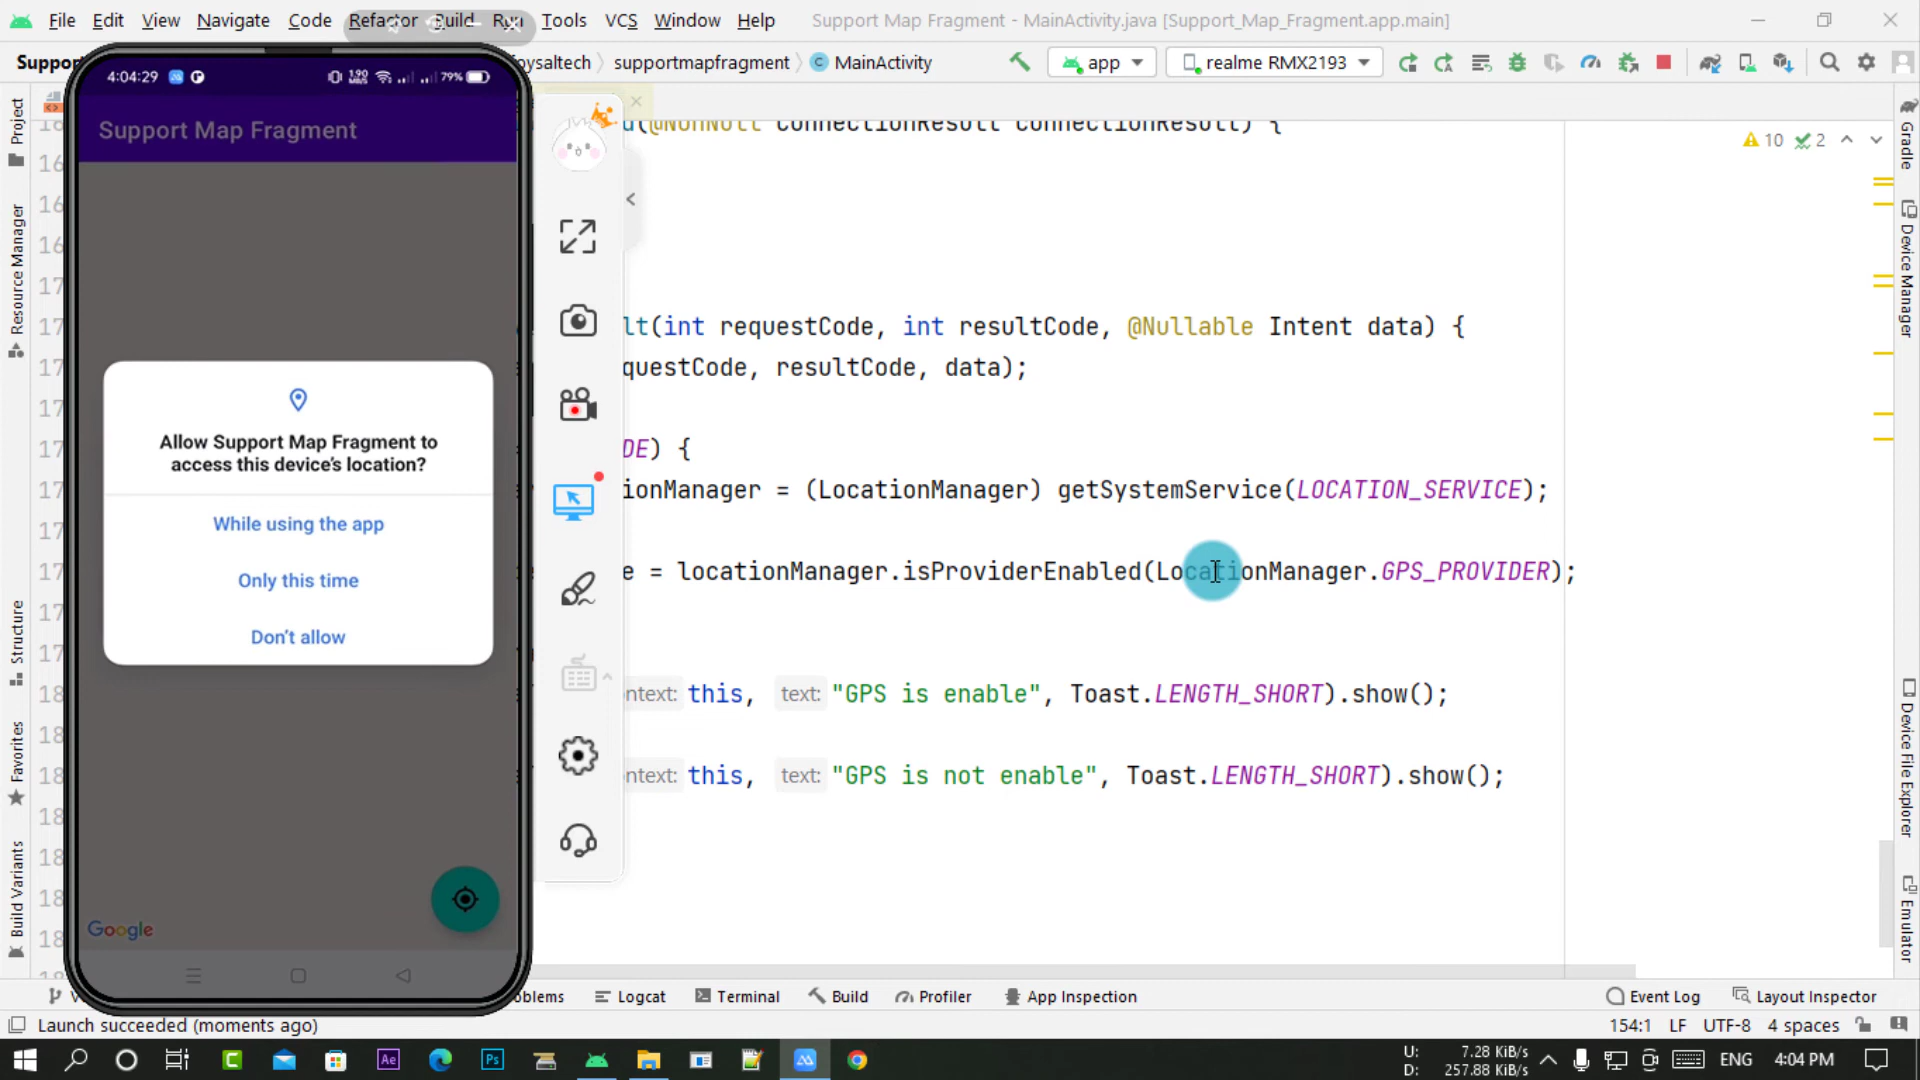 File Edit View Navigate Code Refactor Build Run Tools VCS Window Help Support Map Fragment - MainActivity.java [Support_Map_Fragment.app.main]
oysaltech supportmapfragment MainActivity app realme RMX2193
4:04:29 79%
Support Map Fragment
Allow Support Map Fragment to
access this device's location?
While using the app
Only this time
Don't allow
Google
(@NonNull ConnectionResult connectionResult) {
10 2
lt(int requestCode, int resultCode, @Nullable Intent data) {
questCode, resultCode, data);
DE) {
ionManager = (LocationManager) getSystemService(LOCATION_SERVICE);
e = locationManager.isProviderEnabled(LocationManager.GPS_PROVIDER);
ntext: this, text: "GPS is enable", Toast.LENGTH_SHORT).show();
ntext: this, text: "GPS is not enable", Toast.LENGTH_SHORT).show();
Project
Resource Manager
Structure
Favorites
Build Variants
Gradle
Device Manager
Device File Explorer
Emulator
oblems Logcat Terminal Build Profiler App Inspection Event Log Layout Inspector
Launch succeeded (moments ago) 154:1 LF UTF-8 4 spaces
Ae Ps U: 7.28 KiB/s
D: 257.88 KiB/s
ENG 4:04 PM